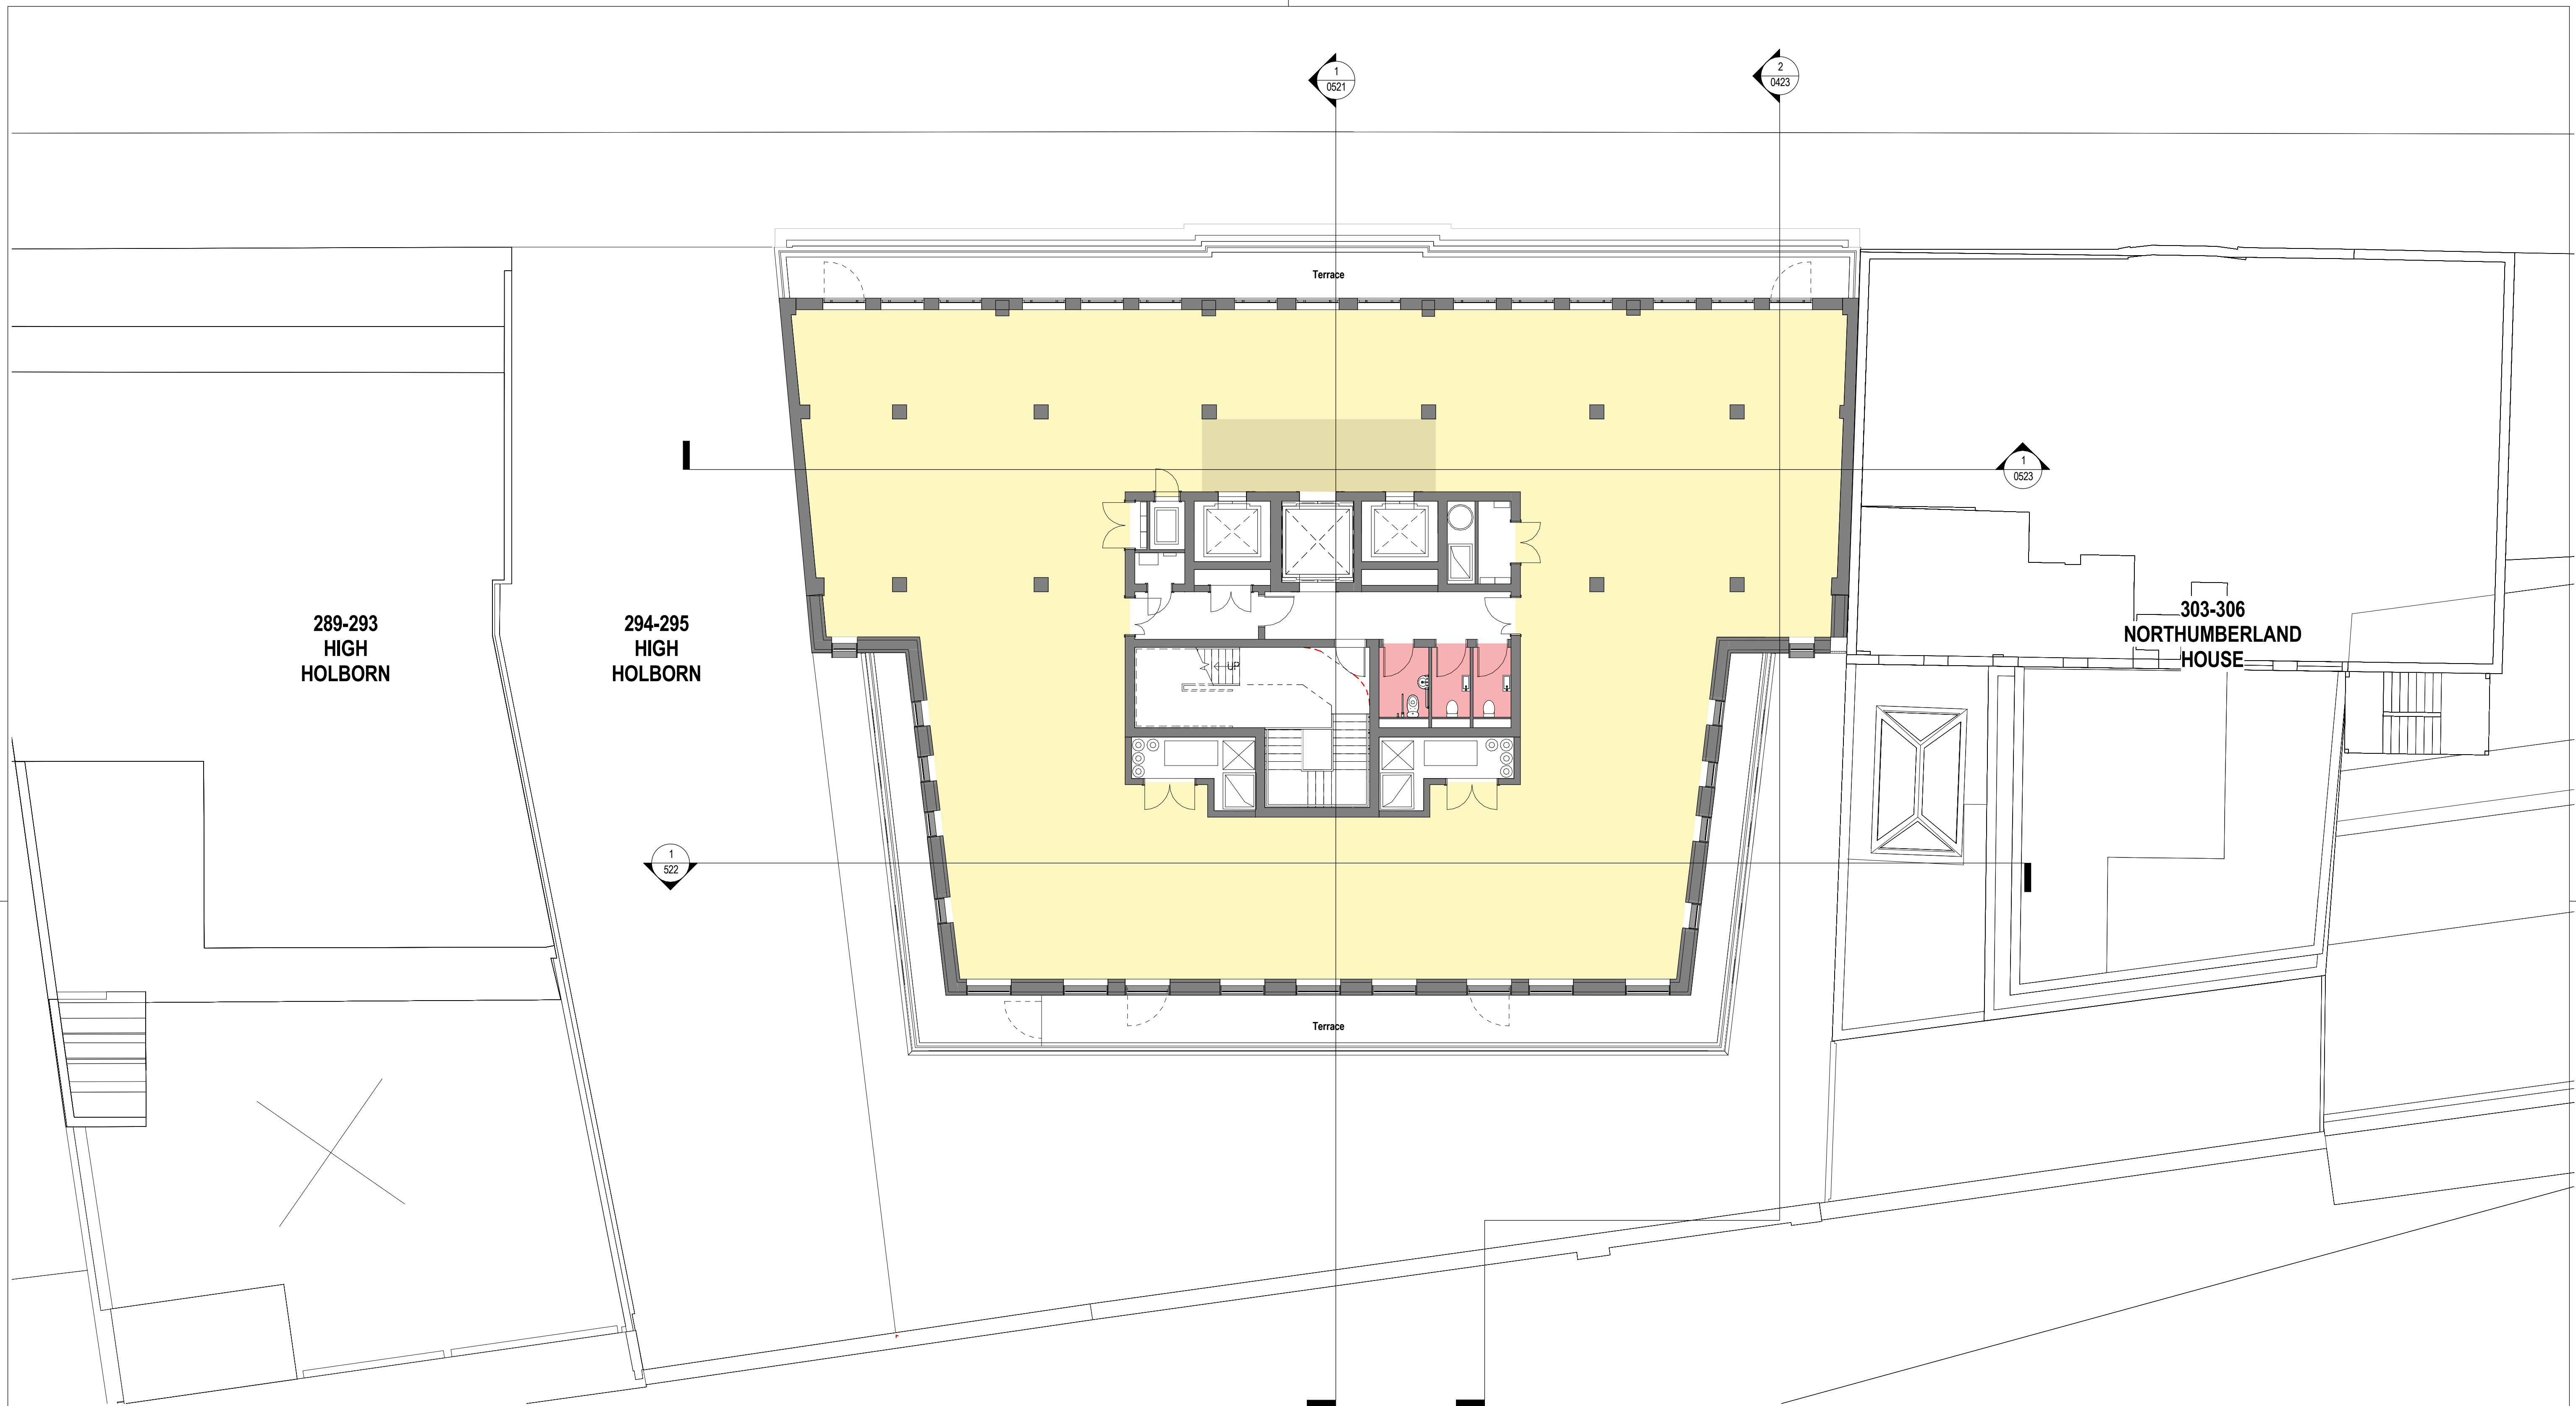 1
0521
2
0423
Terrace
1
0523
289-293
HIGH
HOLBORN
294-295
HIGH
HOLBORN
303-306
NORTHUMBERLAND
HOUSE
UP
1
522
Terrace